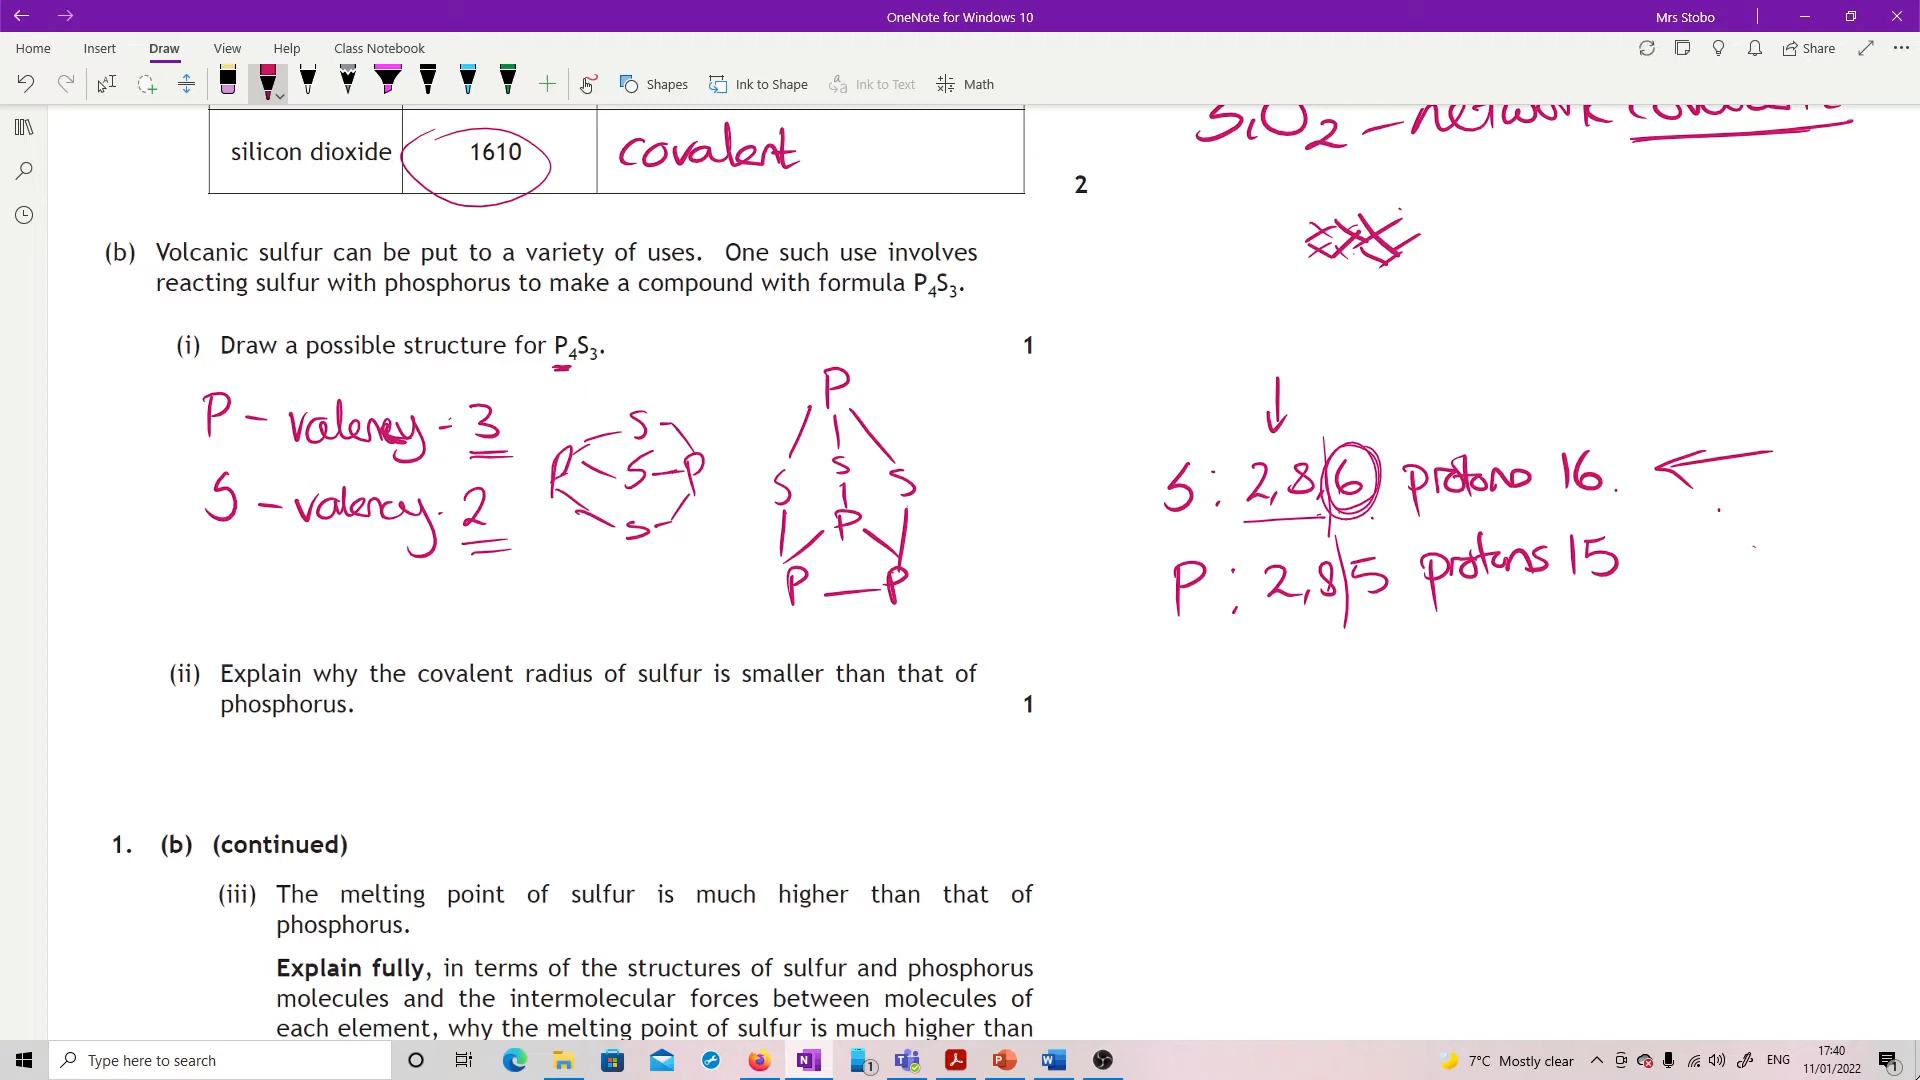 OneNote for Windows 10
Mrs Stobo
Home Insert Draw View Help Class Notebook
Share
Shapes Ink to Shape Ink to Text Math
SiO2 – network covalent
silicon dioxide 1610 covalent
2
(b) Volcanic sulfur can be put to a variety of uses. One such use involves
reacting sulfur with phosphorus to make a compound with formula P4S3.
(i) Draw a possible structure for P4S3. 1
P – valency = 3
S – valency = 2
S
P S P
S
P
S S S
P
P P
S : 2,8,6 protons 16.
P : 2,8,5 protons 15
(ii) Explain why the covalent radius of sulfur is smaller than that of
phosphorus. 1
1. (b) (continued)
(iii) The melting point of sulfur is much higher than that of
phosphorus.
Explain fully, in terms of the structures of sulfur and phosphorus
molecules and the intermolecular forces between molecules of
each element, why the melting point of sulfur is much higher than
Type here to search
7°C Mostly clear
ENG
17:40
11/01/2022